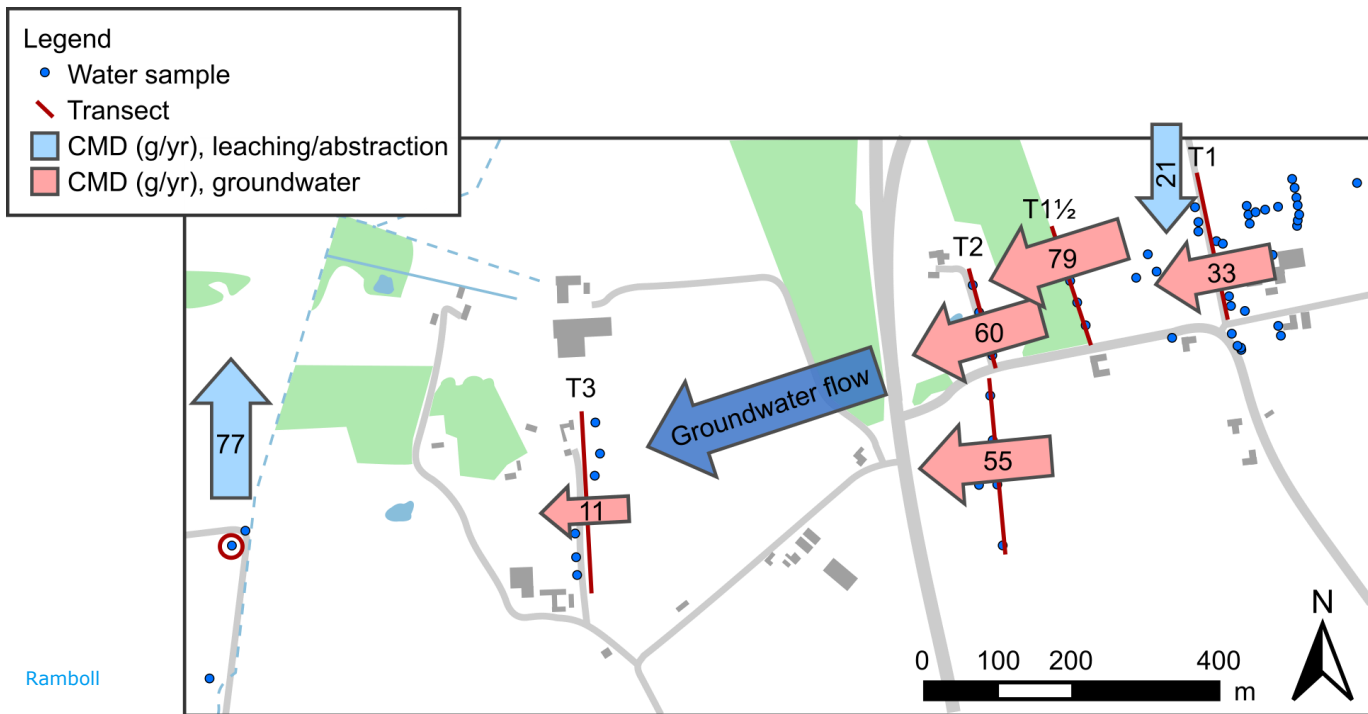 Legend
Water sample
Transect
CMD (g/yr), leaching/abstraction
CMD (g/yr), groundwater
21
T1
T1½
T2
79
33
60
Groundwater flow
T3
77
55
11
N
0 100 200 400
m
Ramboll